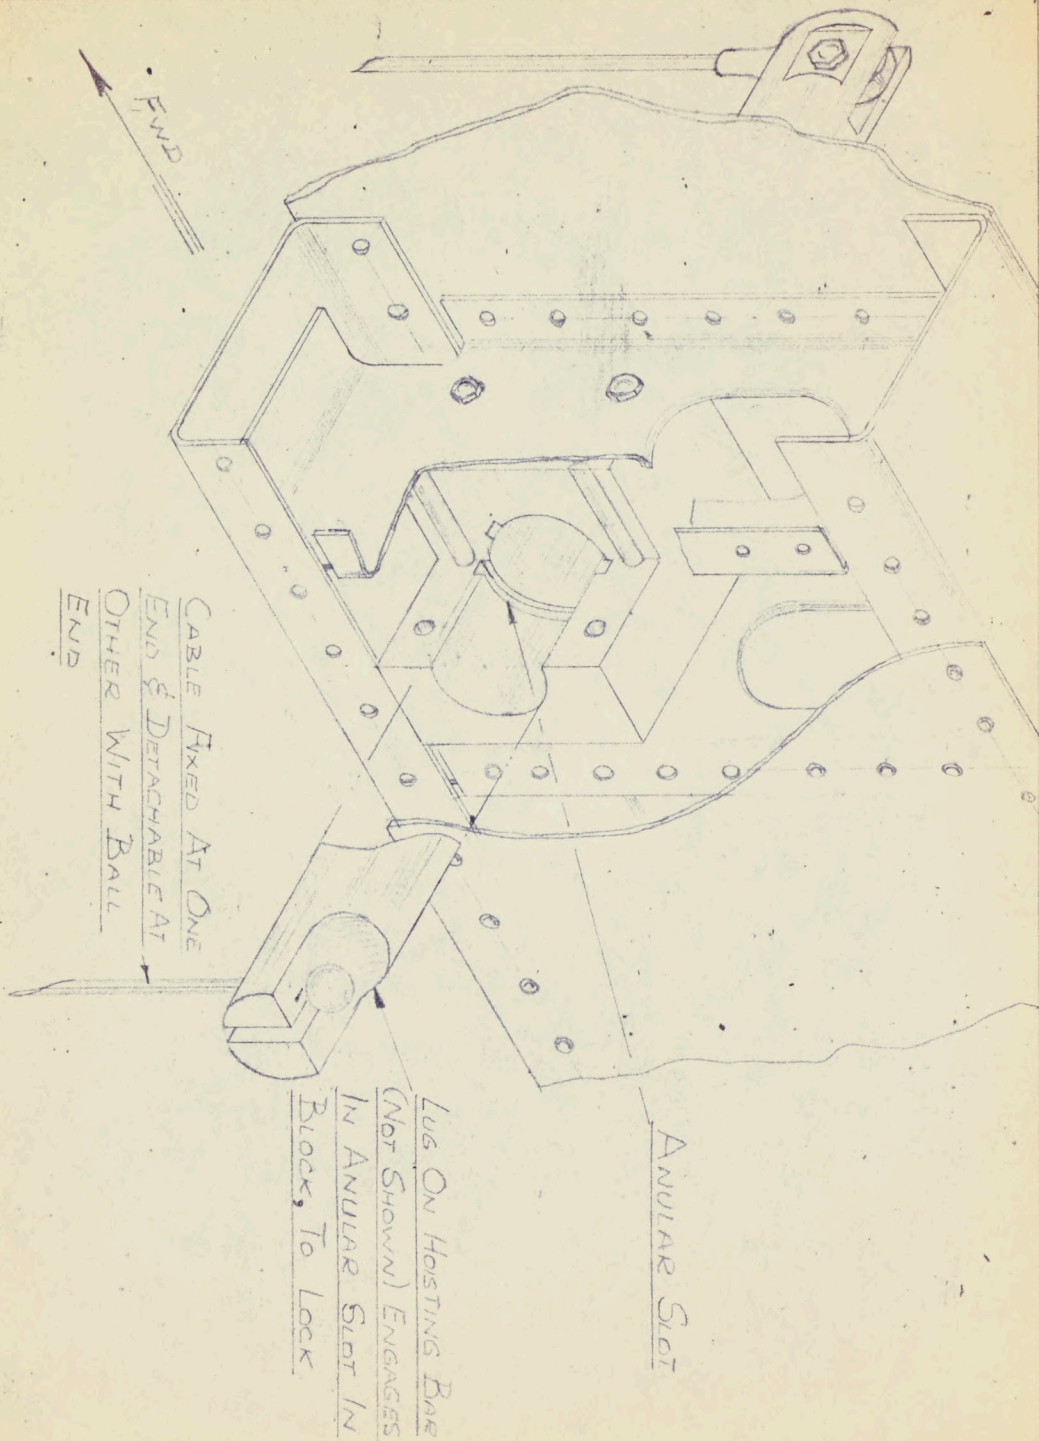 ANULAR SLOT
LUG ON HOISTING BAR
(NOT SHOWN) ENGAGES
IN ANULAR SLOT IN
BLOCK, TO LOCK.
CABLE FIXED AT ONE
END & DETACHABLE AT
OTHER WITH BALL
END
FWD